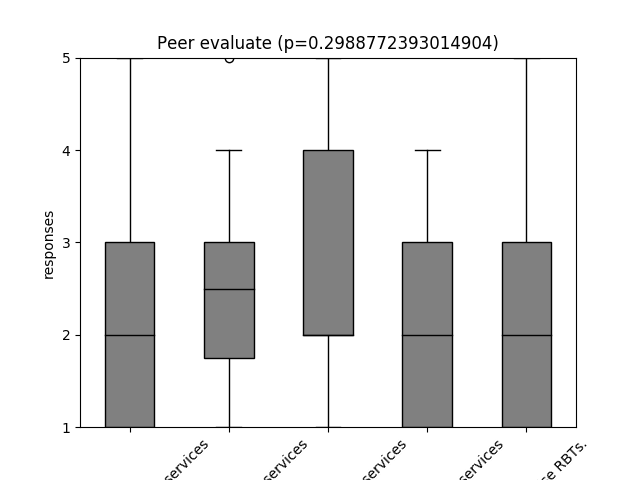 Peer evaluate (p=0.2988772393014904)
5
4
3
2
1
responses
services
services
services
services
RBTs.